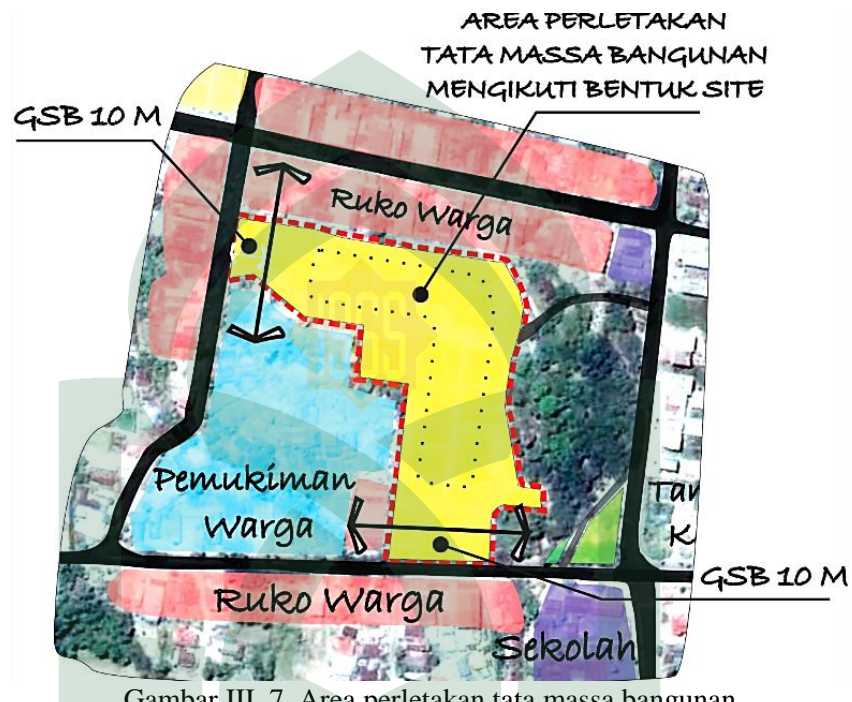 AREA PERLETAKAN
TATA MASSA BANGUNAN
MENGIKUTI BENTUK SITE
GSB 10 M
Ruko Warga
Pemukiman
Warga
Tar
K
GSB 10 M
Ruko Warga
Sekolah
Gambar III. 7. Area perletakan tata massa bangunan